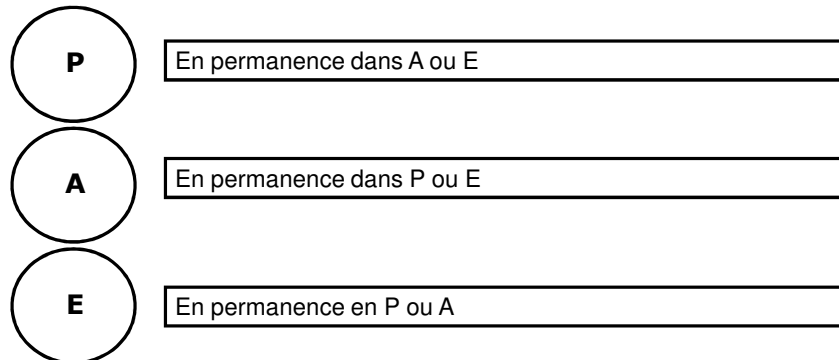 P
En permanence dans A ou E
A
En permanence dans P ou E
E
En permanence en P ou A